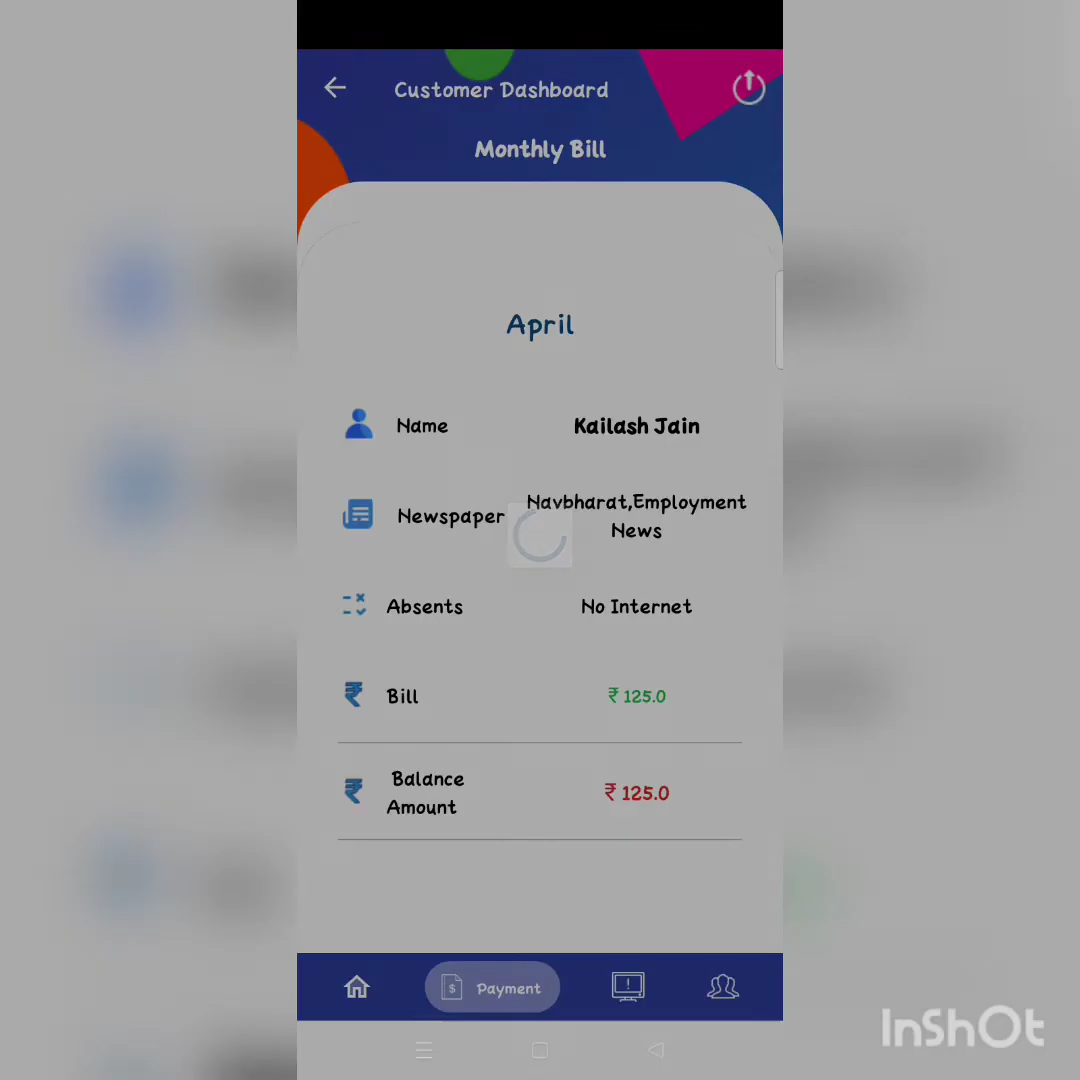 Customer Dashboard
Monthly Bill
April
Name Kailash Jain
Newspaper Navbharat,Employment
News
Absents No Internet
Bill ₹ 125.0
Balance
Amount ₹ 125.0
Payment
InShOt